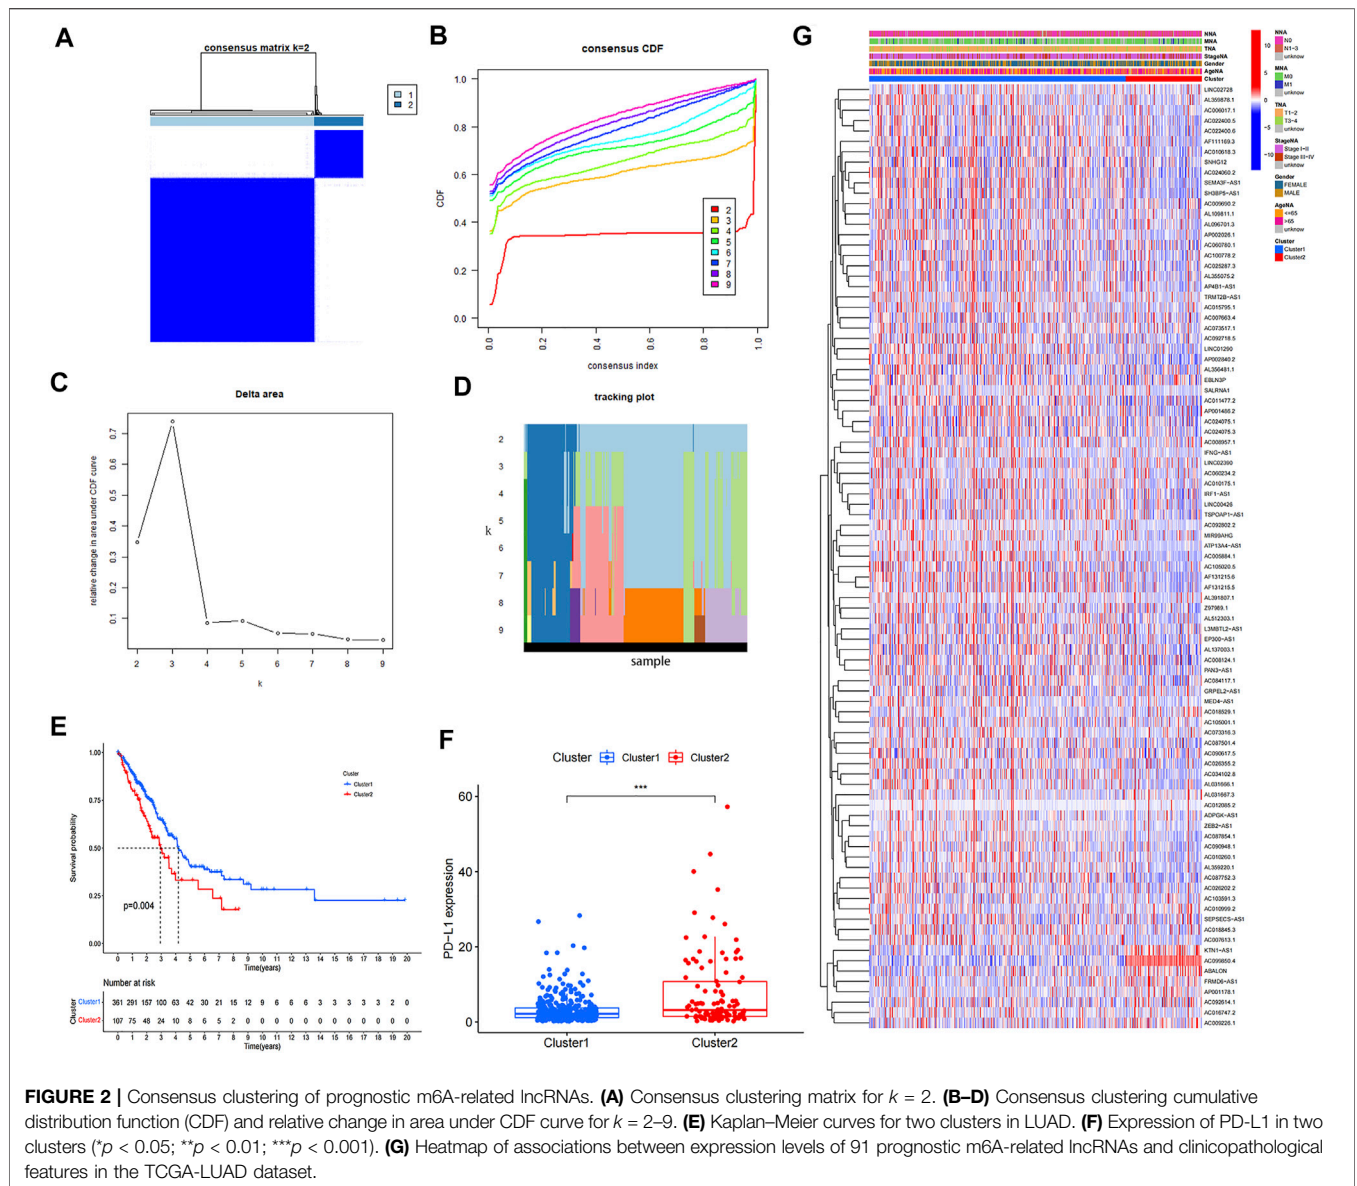 A
consensus matrix k=2
1
2
B
consensus CDF
CDF
1.0
0.8
0.6
0.4
0.2
0.0
2
3
4
5
6
7
8
9
0.0
0.2
0.4
0.6
0.8
1.0
consensus index
C
Delta area
relative change in area under CDF curve
0.7
0.6
0.5
0.4
0.3
0.2
0.1
2 3 4 5 6 7 8 9
k
D
tracking plot
k
2
3
4
5
6
7
8
9
sample
E
Cluster
Cluster1
Cluster2
Survival probability
1.00
0.75
0.50
0.25
0.00
p=0.004
0 1 2 3 4 5 6 7 8 9 10 11 12 13 14 15 16 17 18 19 20
Time(years)
Number at risk
Cluster
Cluster1 361 291 157 100 63 42 30 21 15 12 9 6 6 6 3 3 3 3 3 2 0
Cluster2 107 75 48 24 10 8 6 5 2 0 0 0 0 0 0 0 0 0 0 0 0
0 1 2 3 4 5 6 7 8 9 10 11 12 13 14 15 16 17 18 19 20
Time(years)
F
Cluster Cluster1 Cluster2
***
PD-L1 expression
60
40
20
0
Cluster1 Cluster2
G
NNA
MNA
TNA
StageNA
Gender
AgeNA
Cluster
10
5
0
−5
−10
NNA
N0
N1−3
unknow
MNA
M0
M1
unknow
TNA
T1−2
T3−4
unknow
StageNA
Stage I−II
Stage III−IV
unknow
Gender
FEMALE
MALE
AgeNA
<=65
>65
unknow
Cluster
Cluster1
Cluster2
LINC02728
AL359878.1
AC006017.1
AC022400.5
AC022400.6
AF111169.3
AC010618.3
SNHG12
AC024060.2
SEMA3F−AS1
SH3BP5−AS1
AC009690.2
AL106811.1
AL096701.3
AP002026.1
AC060780.1
AC100778.2
AC025287.3
AL355075.2
AP4B1−AS1
TRMT2B−AS1
AC015795.1
AC007663.4
AC073517.1
AC092718.5
LINC01200
AP002840.2
AL356481.1
EBLN3P
SALRNA1
AC011477.2
AP001486.2
AC024075.1
AC024075.3
AC008957.1
IFNG−AS1
LINC02390
AC000234.2
AC010175.1
IRF1−AS1
LINC00426
TSPOAP1−AS1
AC092802.2
MIR99AHG
ATP13A4−AS1
AC005884.1
AC105020.5
AF131215.6
AF131215.5
AL391807.1
Z97989.1
AL512303.1
L3MBTL2−AS1
EP300−AS1
AL137003.1
AC008124.1
PAN3−AS1
AC084117.1
GRPEL2−AS1
MED4−AS1
AC018529.1
AC105001.1
AC073316.3
AC087501.4
AC090617.5
AC026355.2
AC034102.8
AL031666.1
AL031667.3
AC012085.2
ADPGK−AS1
ZEB2−AS1
AC087854.1
AC090948.1
AC010260.1
AL359220.1
AC087752.3
AC026202.2
AC103591.3
AC010999.2
SEPSECS−AS1
AC018845.3
AC007613.1
KTN1−AS1
AC099850.4
ABALON
FRMD6−AS1
AP001178.1
AC092614.1
AC016747.2
AC009226.1
FIGURE 2 | Consensus clustering of prognostic m6A-related lncRNAs. (A) Consensus clustering matrix for k = 2. (B–D) Consensus clustering cumulative
distribution function (CDF) and relative change in area under CDF curve for k = 2–9. (E) Kaplan–Meier curves for two clusters in LUAD. (F) Expression of PD-L1 in two
clusters (*p < 0.05; **p < 0.01; ***p < 0.001). (G) Heatmap of associations between expression levels of 91 prognostic m6A-related lncRNAs and clinicopathological
features in the TCGA-LUAD dataset.